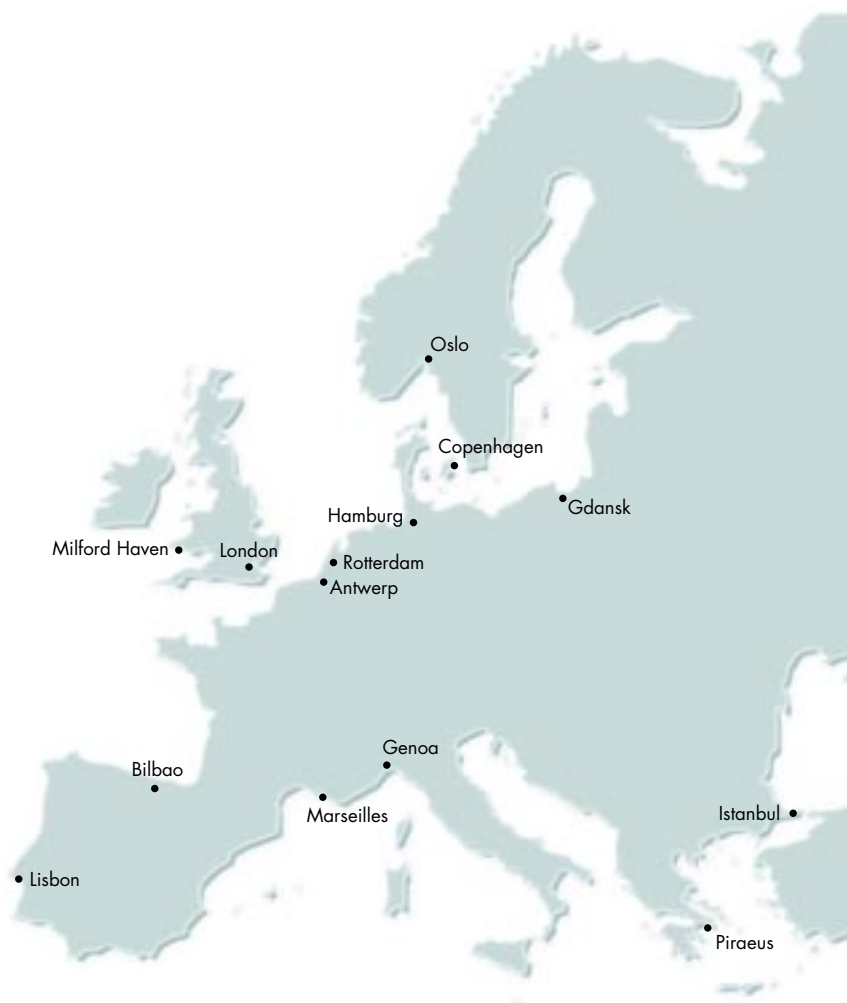 Oslo
Copenhagen
Gdansk
Hamburg
Milford Haven
London
Rotterdam
Antwerp
Genoa
Bilbao
Marseilles
Istanbul
Lisbon
Piraeus